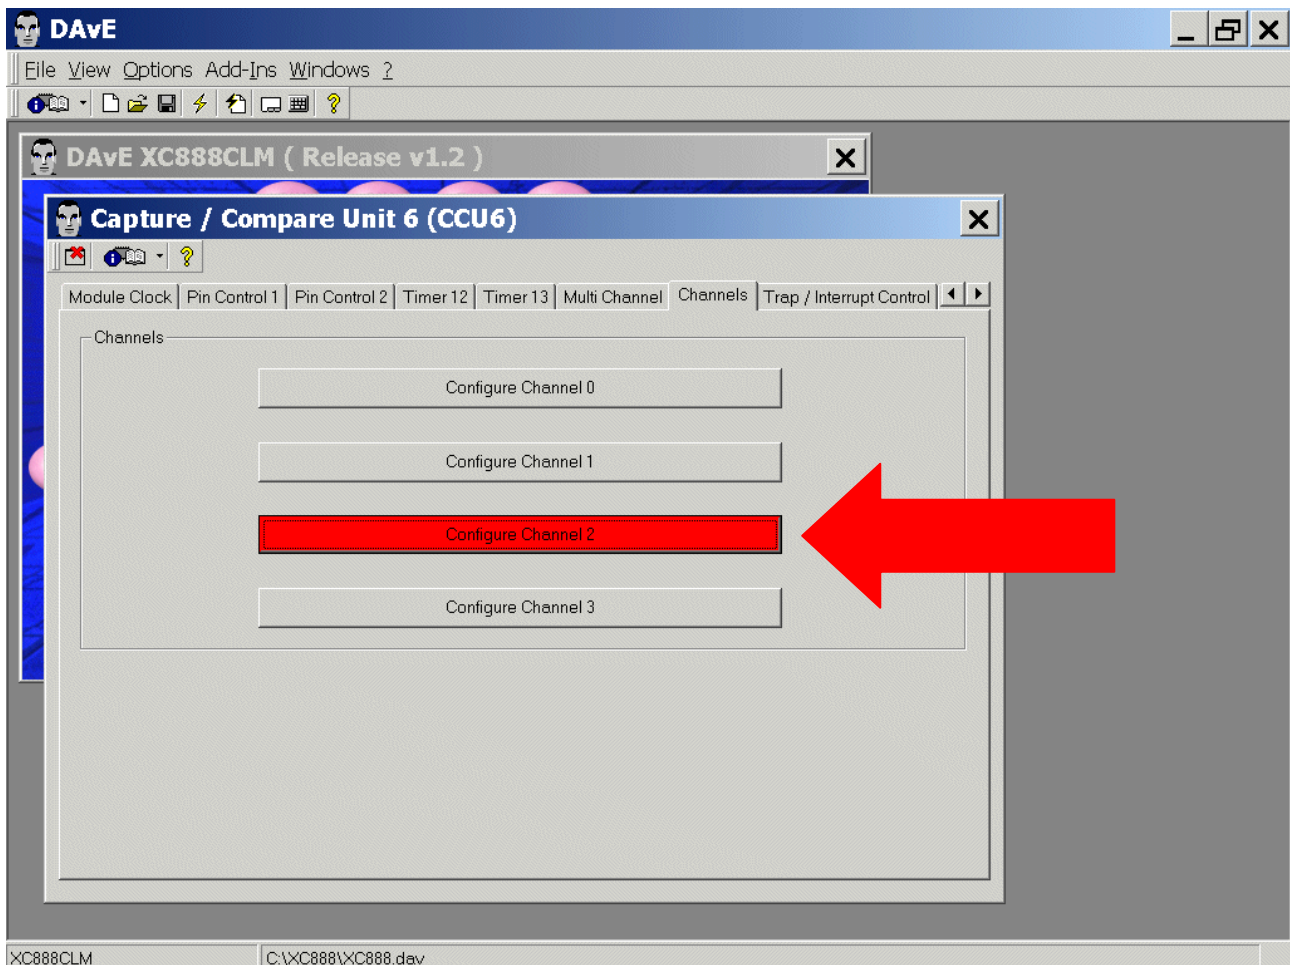 DAvE
File View Options Add-Ins Windows ?
DAvE XC888CLM ( Release v1.2 )
Capture / Compare Unit 6 (CCU6)
Module Clock Pin Control 1 Pin Control 2 Timer 12 Timer 13 Multi Channel Channels Trap / Interrupt Control
Channels
Configure Channel 0
Configure Channel 1
Configure Channel 2
Configure Channel 3
XC888CLM C:\XC888\XC888.dav